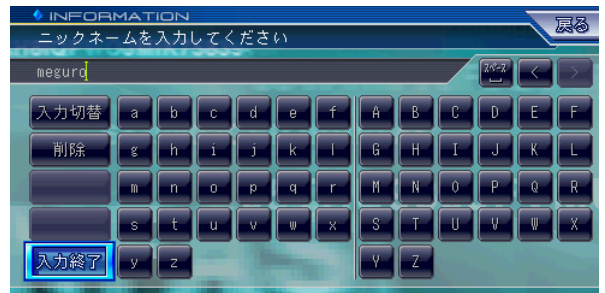 INFORMATION
戻る
ニックネームを入力してください
meguro
スペース < >
入力切替 a b c d e f A B C D E F
削除 g h i j k l G H I J K L
m n o p q r M N O P Q R
s t u v w x S T U V W X
入力終了 y z Y Z